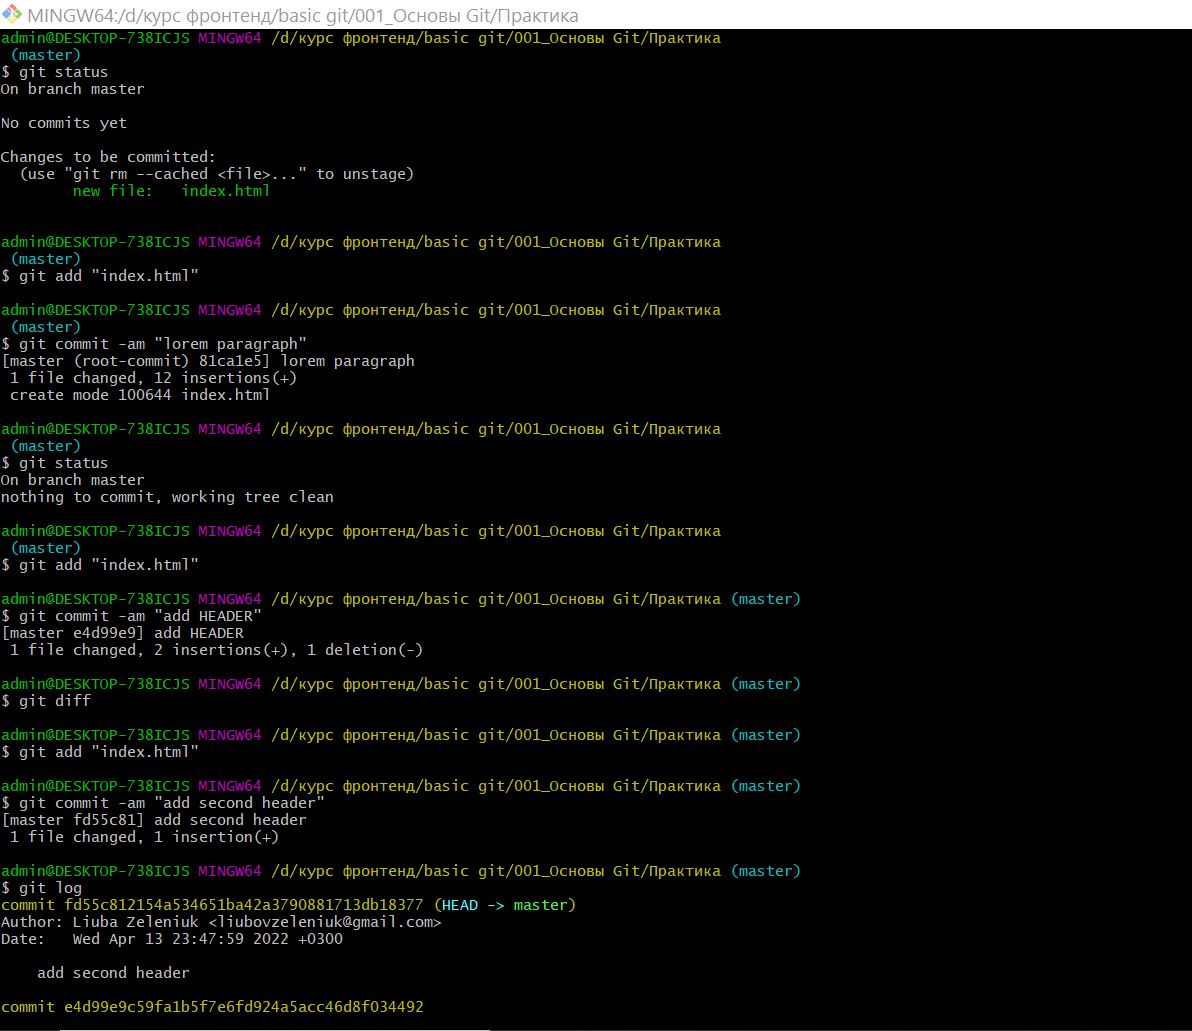 MINGW64:/d/курс фронтенд/basic git/001_Основы Git/Практика
admin@DESKTOP-738ICJS MINGW64 /d/курс фронтенд/basic git/001_Основы Git/Практика
(master)
$ git status
On branch master
No commits yet
Changes to be committed:
(use "git rm --cached <file>..." to unstage)
new file:   index.html
admin@DESKTOP-738ICJS MINGW64 /d/курс фронтенд/basic git/001_Основы Git/Практика
(master)
$ git add "index.html"
admin@DESKTOP-738ICJS MINGW64 /d/курс фронтенд/basic git/001_Основы Git/Практика
(master)
$ git commit -am "lorem paragraph"
[master (root-commit) 81ca1e5] lorem paragraph
1 file changed, 12 insertions(+)
create mode 100644 index.html
admin@DESKTOP-738ICJS MINGW64 /d/курс фронтенд/basic git/001_Основы Git/Практика
(master)
$ git status
On branch master
nothing to commit, working tree clean
admin@DESKTOP-738ICJS MINGW64 /d/курс фронтенд/basic git/001_Основы Git/Практика
(master)
$ git add "index.html"
admin@DESKTOP-738ICJS MINGW64 /d/курс фронтенд/basic git/001_Основы Git/Практика (master)
$ git commit -am "add HEADER"
[master e4d99e9] add HEADER
1 file changed, 2 insertions(+), 1 deletion(-)
admin@DESKTOP-738ICJS MINGW64 /d/курс фронтенд/basic git/001_Основы Git/Практика (master)
$ git diff
admin@DESKTOP-738ICJS MINGW64 /d/курс фронтенд/basic git/001_Основы Git/Практика (master)
$ git add "index.html"
admin@DESKTOP-738ICJS MINGW64 /d/курс фронтенд/basic git/001_Основы Git/Практика (master)
$ git commit -am "add second header"
[master fd55c81] add second header
1 file changed, 1 insertion(+)
admin@DESKTOP-738ICJS MINGW64 /d/курс фронтенд/basic git/001_Основы Git/Практика (master)
$ git log
commit fd55c812154a534651ba42a3790881713db18377 (HEAD -> master)
Author: Liuba Zeleniuk <liubovzeleniuk@gmail.com>
Date:   Wed Apr 13 23:47:59 2022 +0300
add second header
commit e4d99e9c59fa1b5f7e6fd924a5acc46d8f034492